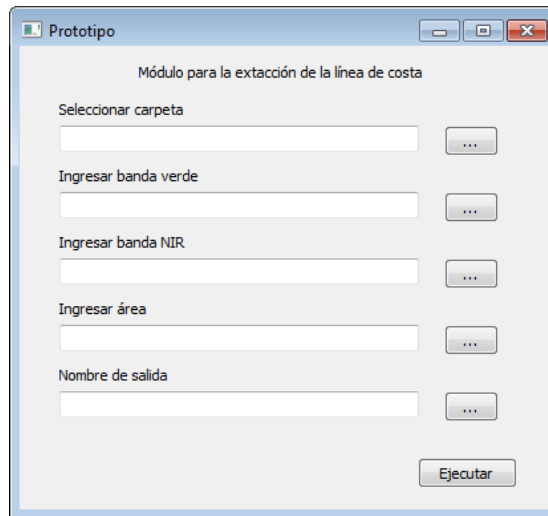 Prototipo
Módulo para la extacción de la línea de costa
Seleccionar carpeta
...
Ingresar banda verde
...
Ingresar banda NIR
...
Ingresar área
...
Nombre de salida
...
Ejecutar